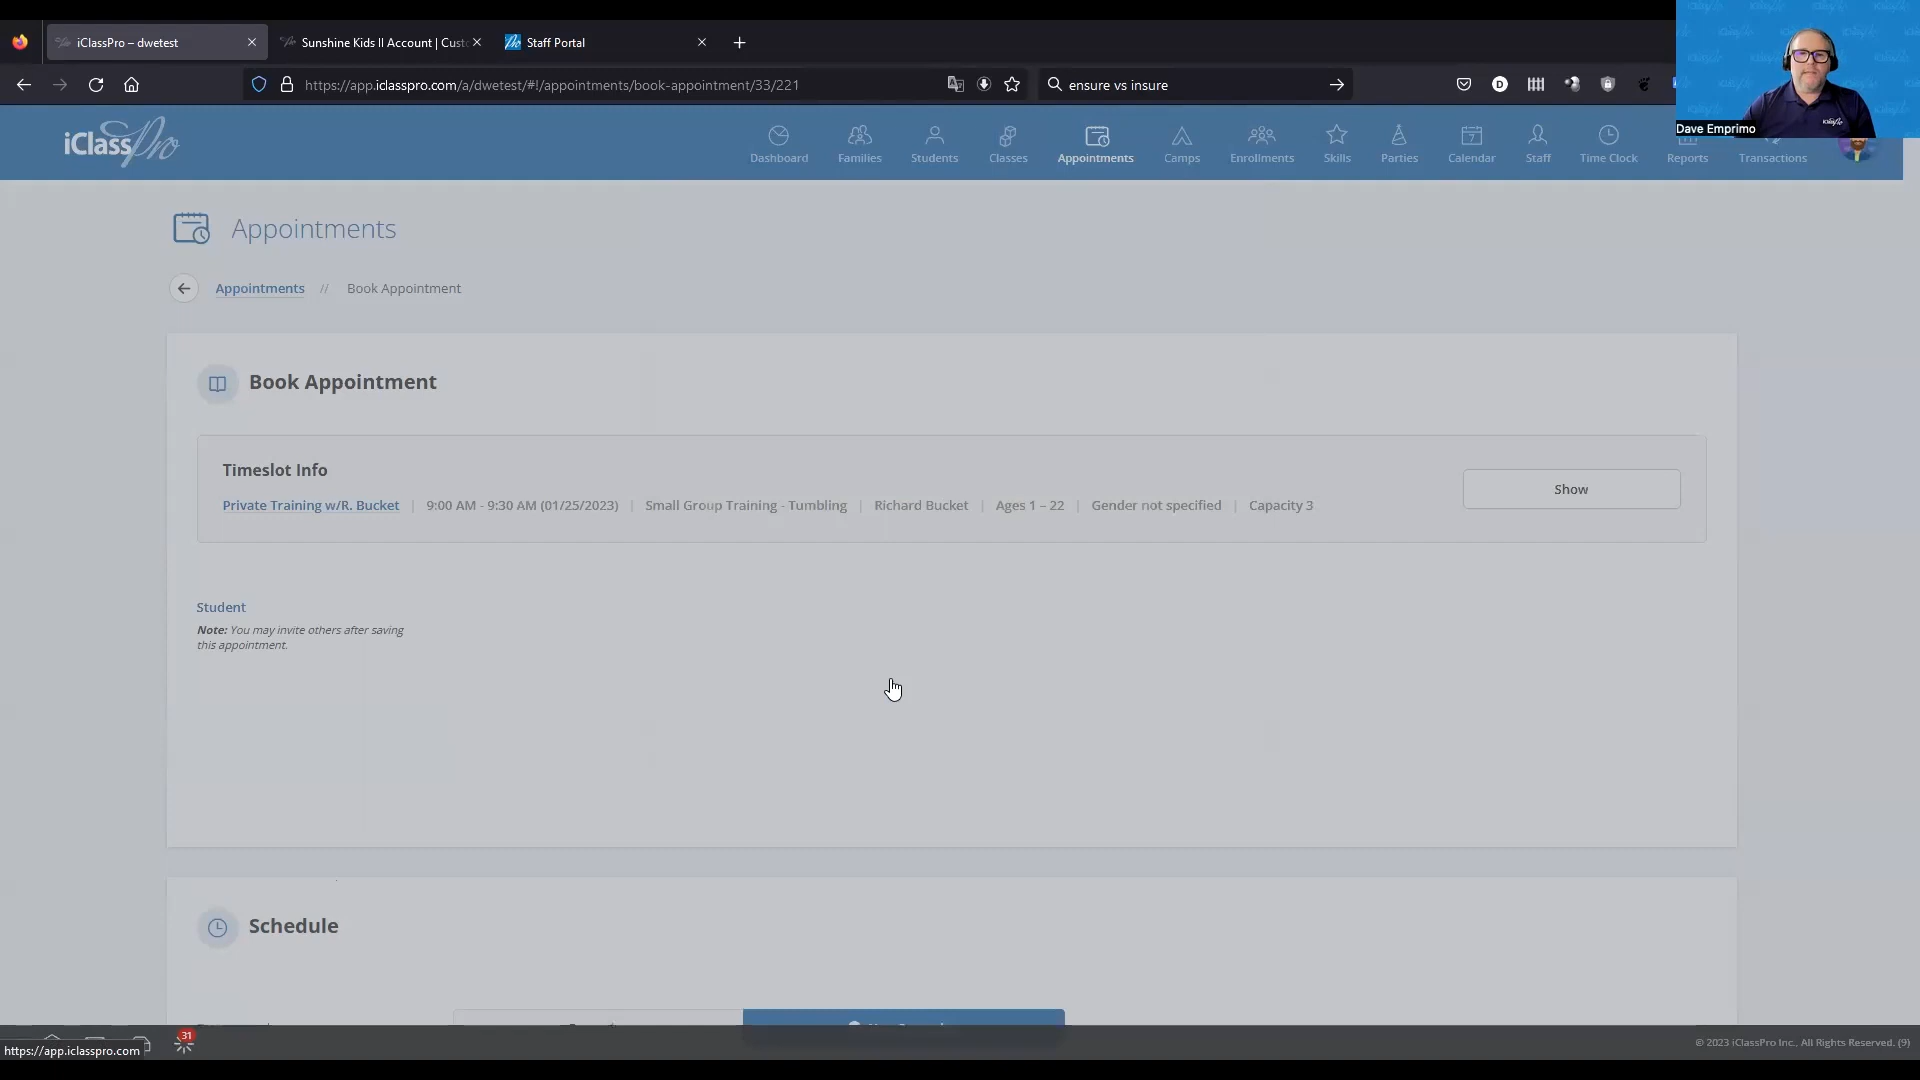 iClassPro – dwetest
Sunshine Kids II Account | Custo
Staff Portal
https://app.iclasspro.com/a/dwetest/#!/appointments/book-appointment/33/221
ensure vs insure
Dave Emprimo
iClassPro
Dashboard
Families
Students
Classes
Appointments
Camps
Enrollments
Skills
Parties
Calendar
Staff
Time Clock
Reports
Transactions
Appointments
Appointments // Book Appointment
Book Appointment
Timeslot Info
Private Training w/R. Bucket | 9:00 AM - 9:30 AM (01/25/2023) | Small Group Training - Tumbling | Richard Bucket | Ages 1 – 22 | Gender not specified | Capacity 3
Show
Student
Note: You may invite others after saving
this appointment.
Schedule
31
https://app.iclasspro.com
© 2023 iClassPro Inc., All Rights Reserved. (9)